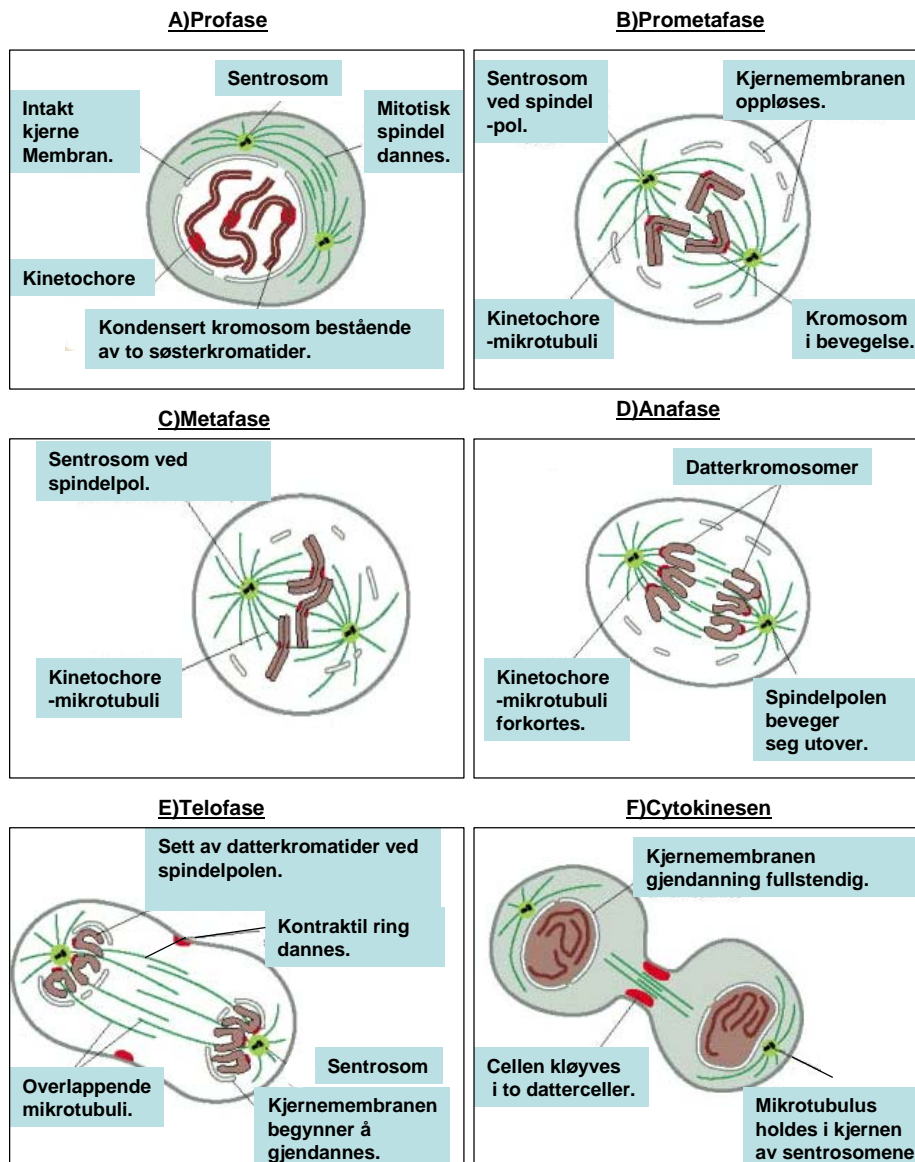 A)Profase
Sentrosom
Intakt
kjerne
Membran.
Mitotisk
spindel
dannes.
Kinetochore
Kondensert kromosom bestående
av to søsterkromatider.
B)Prometafase
Sentrosom
ved spindel
-pol.
Kjernemembranen
oppløses.
Kinetochore
-mikrotubuli
Kromosom
i bevegelse.
C)Metafase
Sentrosom ved
spindelpol.
Kinetochore
-mikrotubuli
D)Anafase
Datterkromosomer
Kinetochore
-mikrotubuli
forkortes.
Spindelpolen
beveger
seg utover.
E)Telofase
Sett av datterkromatider ved
spindelpolen.
Kontraktil ring
dannes.
Overlappende
mikrotubuli.
Sentrosom
Kjernemembranen
begynner å
gjendannes.
F)Cytokinesen
Kjernemembranen
gjendanning fullstendig.
Cellen kløyves
i to datterceller.
Mikrotubulus
holdes i kjernen
av sentrosomene